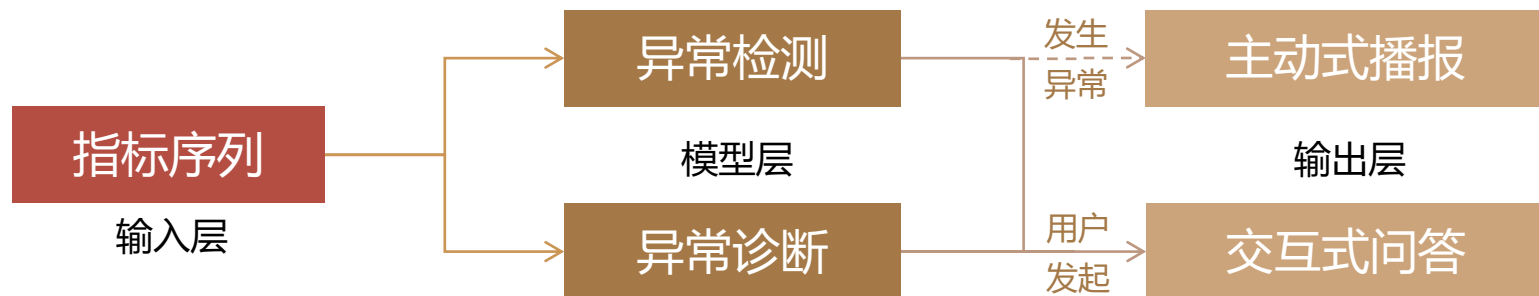 指标序列
输入层
异常检测
模型层
异常诊断
发生
异常
用户
发起
主动式播报
输出层
交互式问答